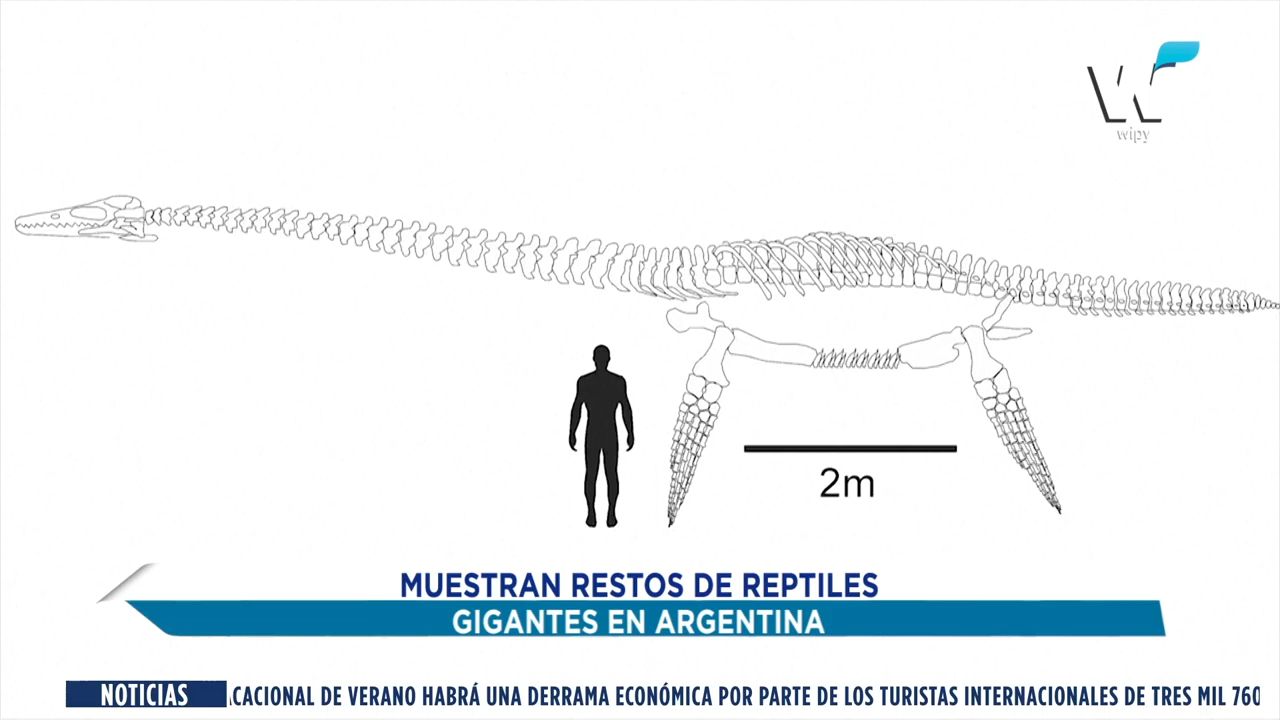 wipy
2m
MUESTRAN RESTOS DE REPTILES
GIGANTES EN ARGENTINA
NOTICIAS
CACIONAL DE VERANO HABRÁ UNA DERRAMA ECONÓMICA POR PARTE DE LOS TURISTAS INTERNACIONALES DE TRES MIL 760